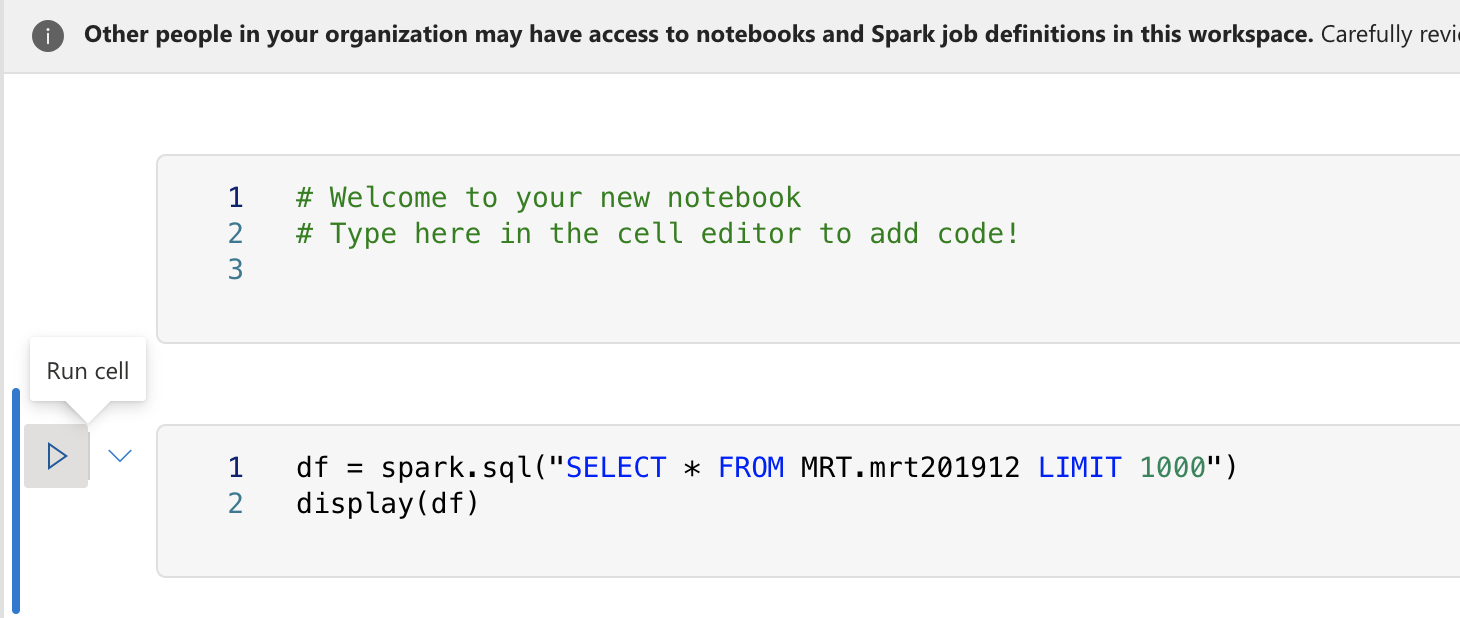 Other people in your organization may have access to notebooks and Spark job definitions in this workspace. Carefully
1 # Welcome to your new notebook
2 # Type here in the cell editor to add code!
3
Run cell
1 df = spark.sql("SELECT * FROM MRT.mrt201912 LIMIT 1000")
2 display(df)